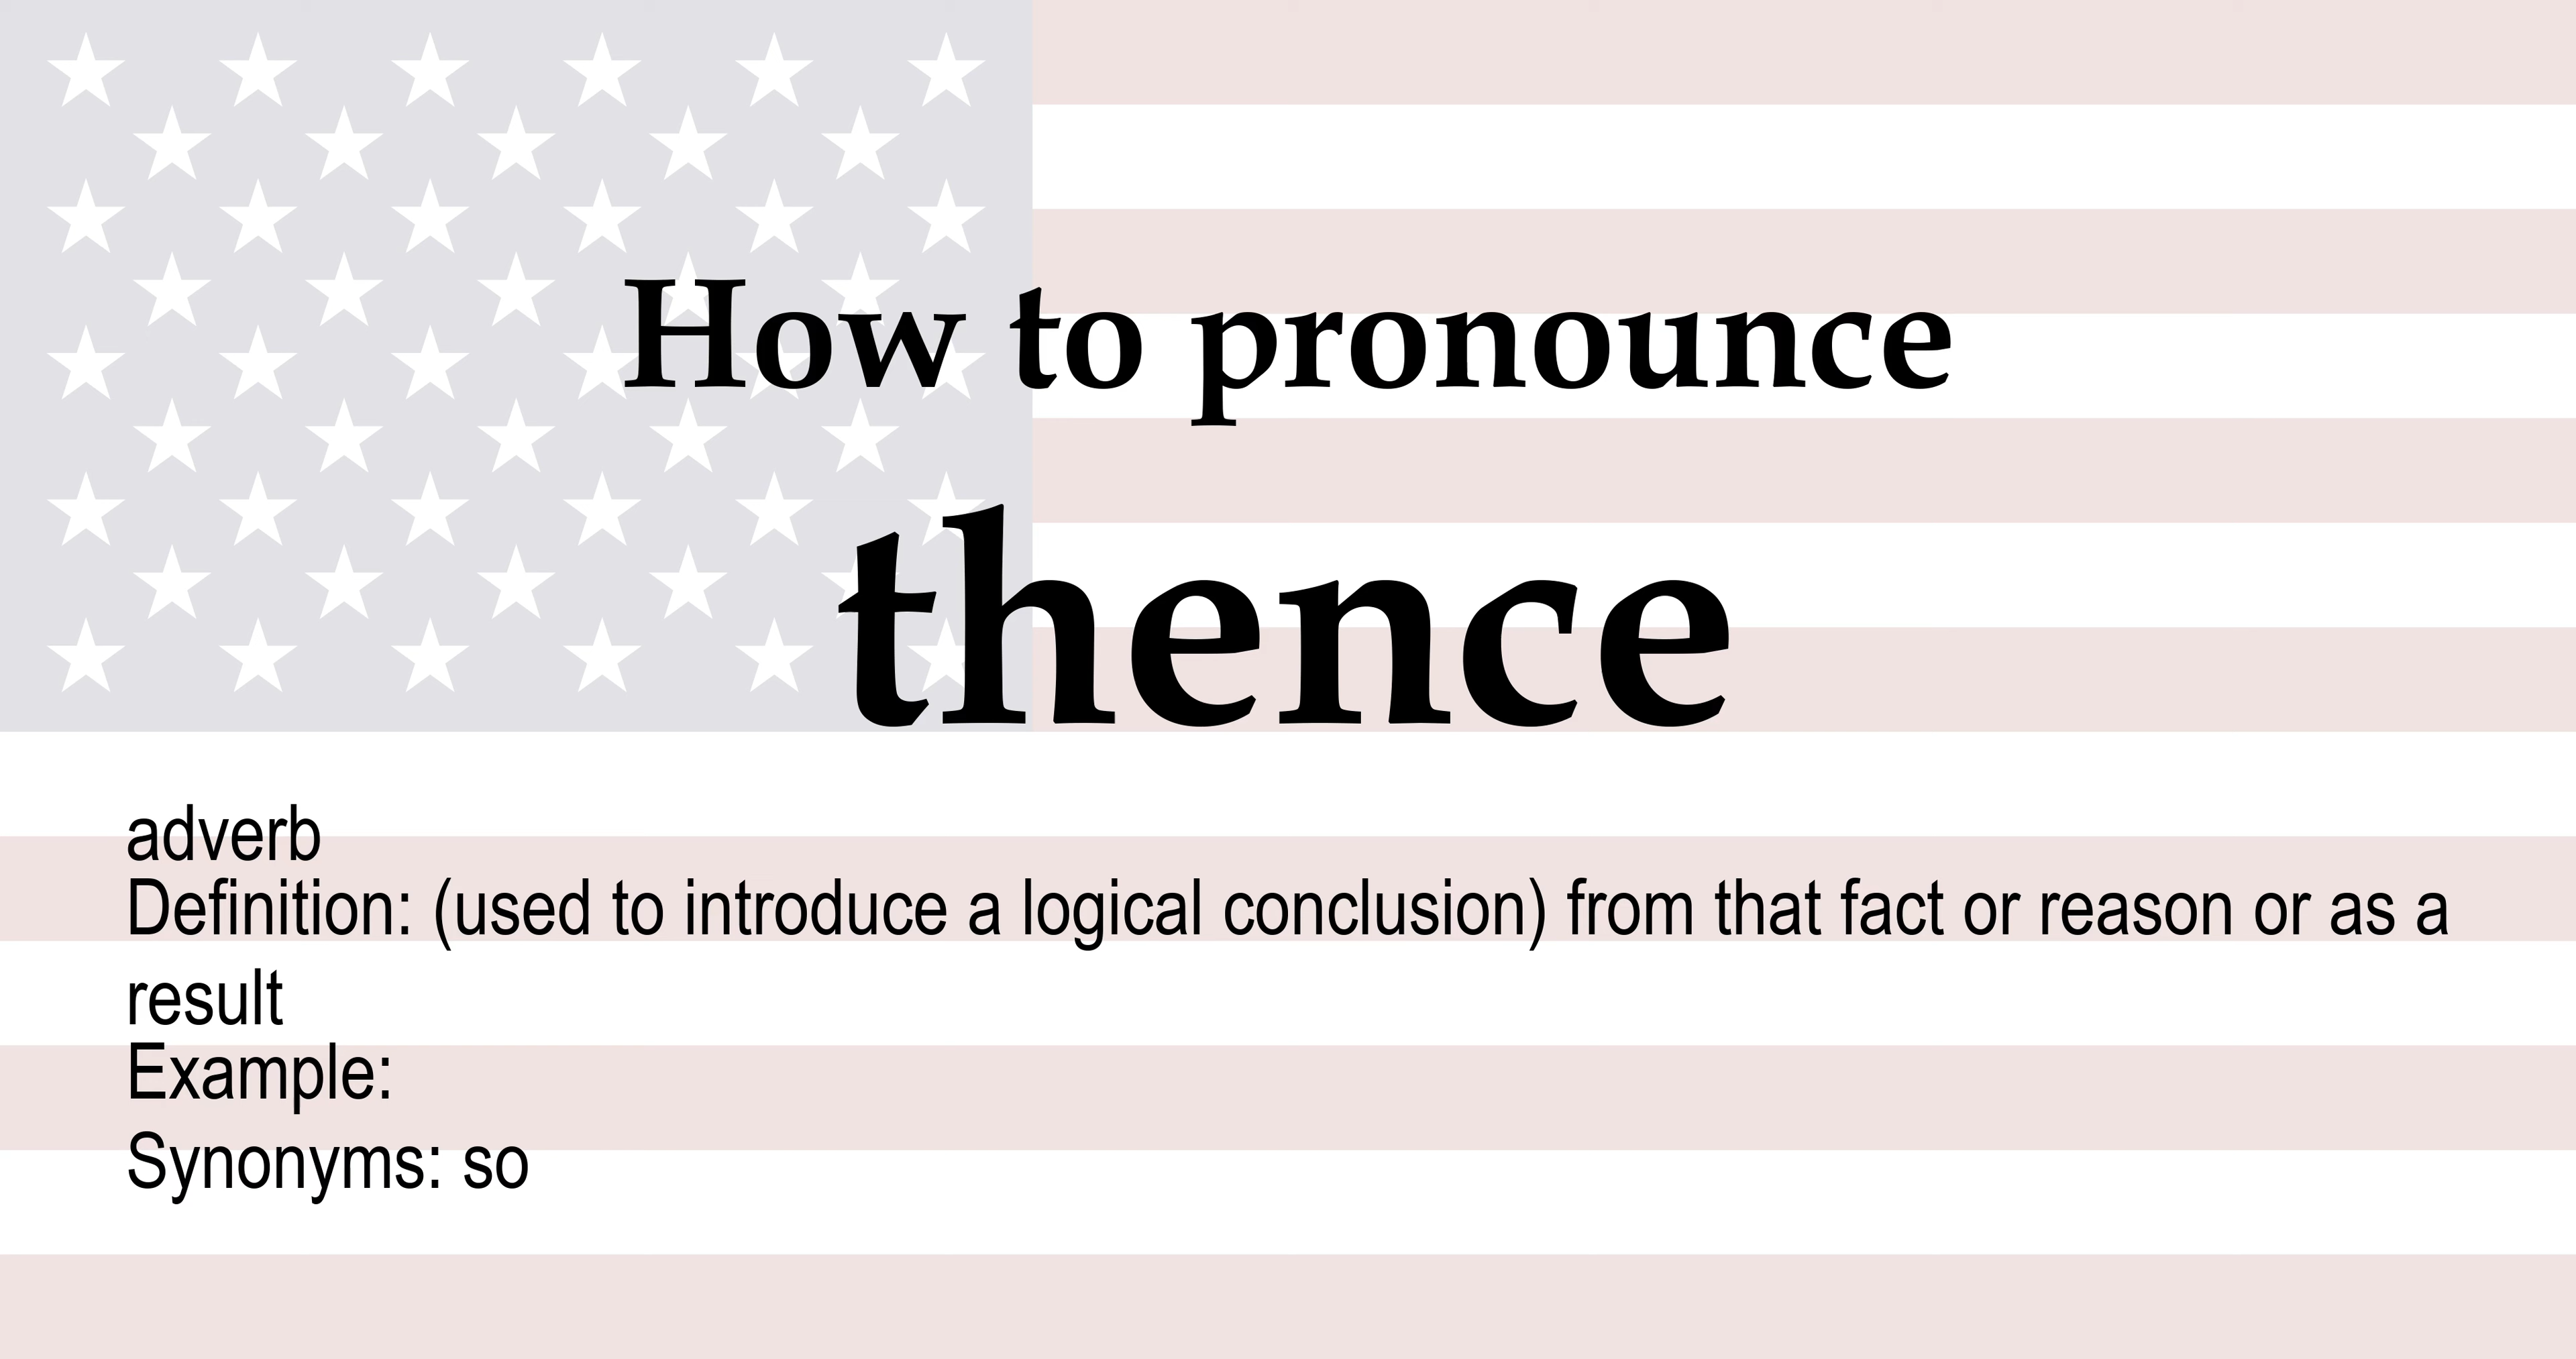 How to pronounce
thence
adverb
Definition: (used to introduce a logical conclusion) from that fact or reason or as a
result
Example:
Synonyms: so